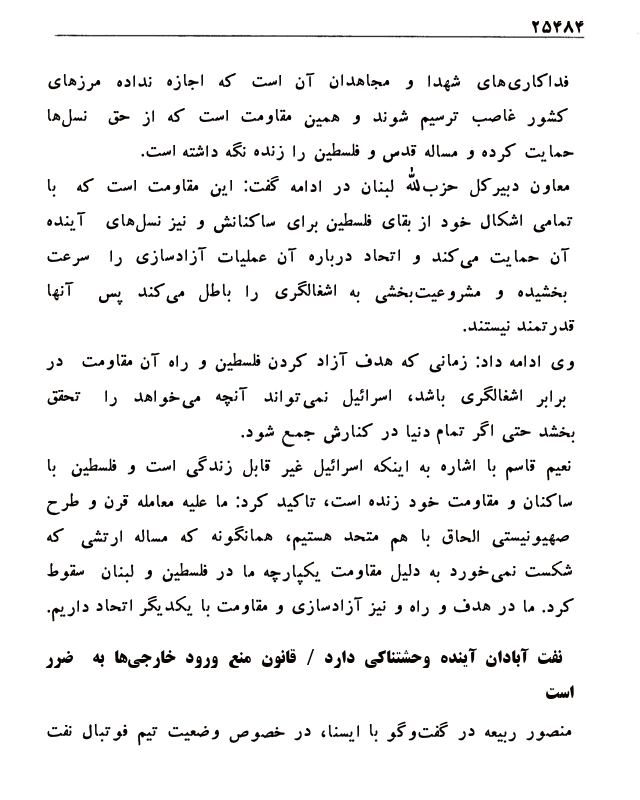 ۲۵۴۸۴
فداکاری‌های شهدا و مجاهدان آن است که اجازه نداده مرزهای
کشور غاصب ترسیم شوند و همین مقاومت است که از حق نسل‌ها
حمایت کرده و مساله قدس و فلسطین را زنده نگه داشته است.
معاون دبیرکل حزب‌الله لبنان در ادامه گفت: این مقاومت است که با
تمامی اشکال خود از بقای فلسطین برای ساکنانش و نیز نسل‌های آینده
آن حمایت می‌کند و اتحاد درباره آن عملیات آزادسازی را سرعت
بخشیده و مشروعیت‌بخشی به اشغالگری را باطل می‌کند پس آنها
قدرتمند نیستند.
وی ادامه داد: زمانی که هدف آزاد کردن فلسطین و راه آن مقاومت در
برابر اشغالگری باشد، اسرائیل نمی‌تواند آنچه می‌خواهد را تحقق
بخشد حتی اگر تمام دنیا در کنارش جمع شود.
نعیم قاسم با اشاره به اینکه اسرائیل غیر قابل زندگی است و فلسطین با
ساکنان و مقاومت خود زنده است، تاکید کرد: ما علیه معامله قرن و طرح
صهیونیستی الحاق با هم متحد هستیم، همانگونه که مساله ارتشی که
شکست نمی‌خورد به دلیل مقاومت یکپارچه ما در فلسطین و لبنان سقوط
کرد. ما در هدف و راه و نیز آزادسازی و مقاومت با یکدیگر اتحاد داریم.
نفت آبادان آینده وحشتناکی دارد / قانون منع ورود خارجی‌ها به ضرر
است
منصور ربیعه در گفت‌وگو با ایسنا، در خصوص وضعیت تیم فوتبال نفت